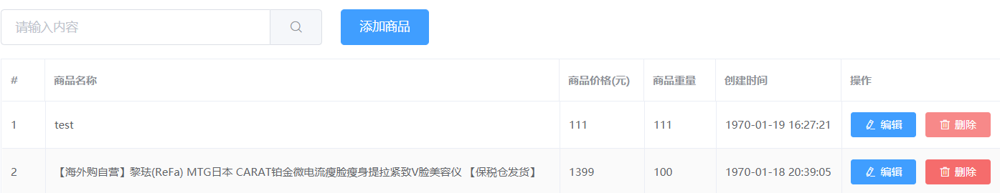 请输入内容 添加商品
# 商品名称 商品价格(元) 商品重量 创建时间 操作
1 test 111 111 1970-01-19 16:27:21 编辑 删除
2 【海外购自营】黎珐(ReFa) MTG日本 CARAT铂金微电流瘦脸瘦身提拉紧致V脸美容仪 【保税仓发货】 1399 100 1970-01-18 20:39:05 编辑 删除